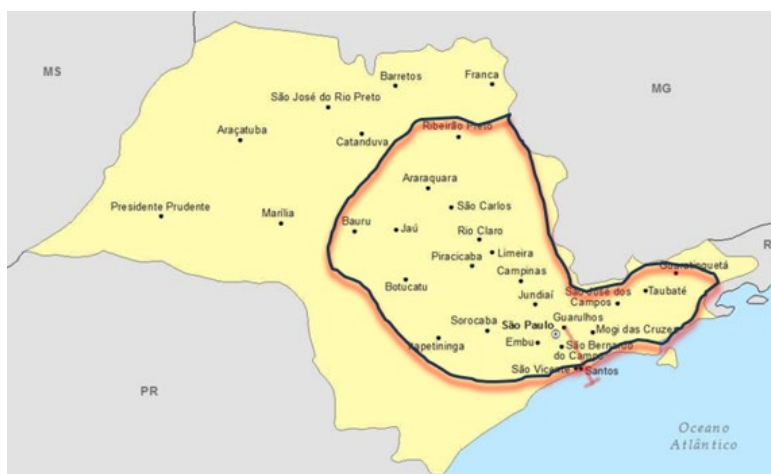 MS
MG
Barretos
Franca
São José do Rio Preto
Araçatuba
Catanduva
Ribeirão Preto
Araraquara
Presidente Prudente
Marília
São Carlos
Bauru
Jaú
Rio Claro
Piracicaba
Limeira
Campinas
Botucatu
Jundiaí
Guaratinguetá
São José dos
Campos
Taubaté
R
Sorocaba
São Paulo
Guarulhos
Mogi das Cruzes
Itapetininga
Embu
São Bernardo
do Campo
São Vicente
Santos
PR
Oceano
Atlântico